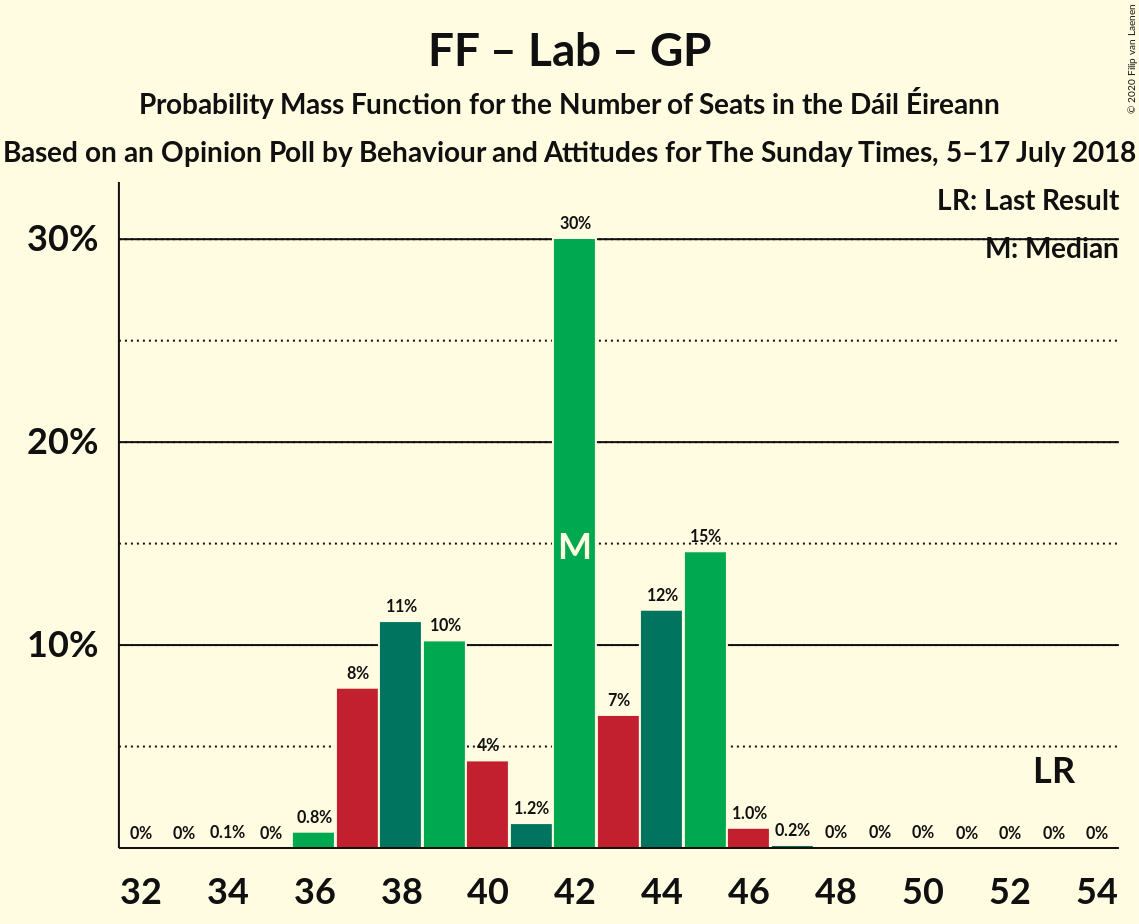 FF – Lab – GP
Probability Mass Function for the Number of Seats in the Dáil Éireann
Based on an Opinion Poll by Behaviour and Attitudes for The Sunday Times, 5–17 July 2018
© 2020 Filip van Laenen
LR: Last Result
M: Median
30%
20%
10%
0% 0% 0.1% 0% 0.8% 8% 11% 10% 4% 1.2% 30% 7% 12% 15% 1.0% 0.2% 0% 0% 0% 0% 0% 0% 0%
M
LR
32 34 36 38 40 42 44 46 48 50 52 54